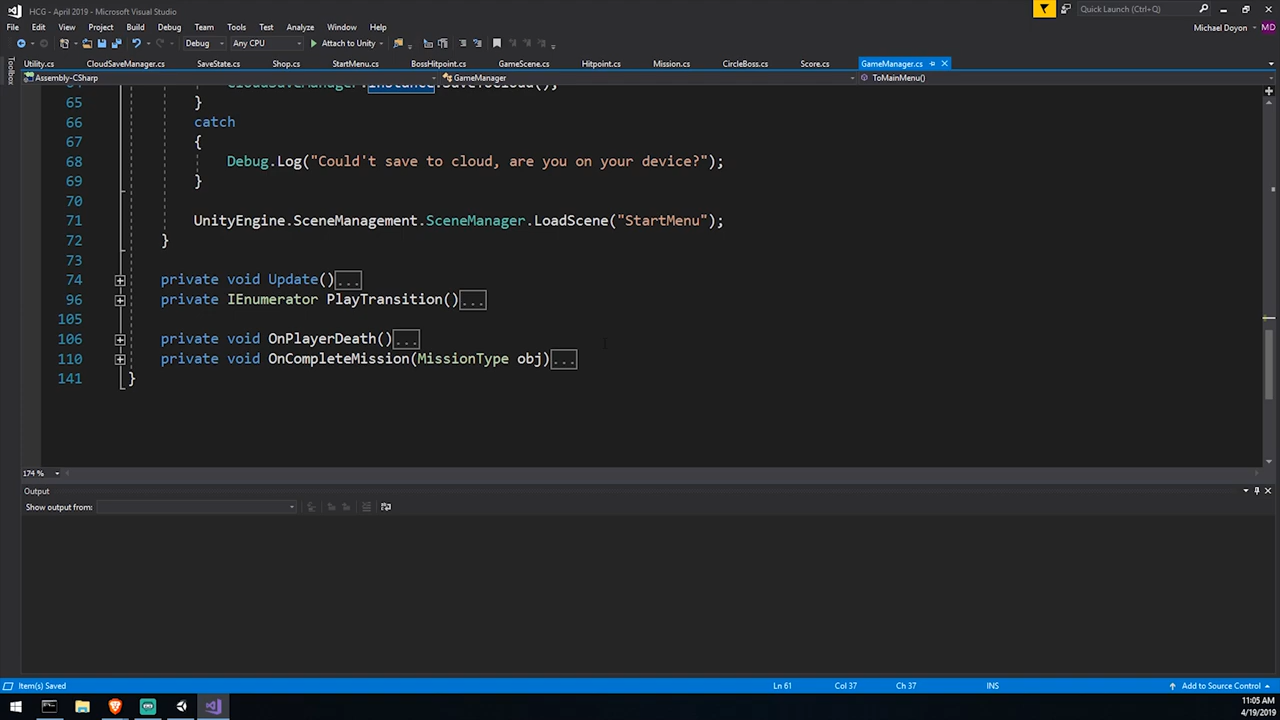 HCG - April 2019 - Microsoft Visual Studio
Quick Launch (Ctrl+Q)
File Edit View Project Build Debug Team Tools Test Analyze Window Help
Michael Doyon MD
Debug Any CPU Attach to Unity
Toolbox
Utility.cs CloudSaveManager.cs SaveState.cs Shop.cs StartMenu.cs BossHitpoint.cs GameScene.cs Hitpoint.cs Mission.cs CircleBoss.cs Score.cs GameManager.cs
Assembly-CSharp GameManager ToMainMenu()
64 CloudSaveManager.Instance.SaveToCloud();
65 }
66 catch
67 {
68 Debug.Log("Could't save to cloud, are you on your device?");
69 }
70
71 UnityEngine.SceneManagement.SceneManager.LoadScene("StartMenu");
72 }
73
74 private void Update()...
96 private IEnumerator PlayTransition()...
105
106 private void OnPlayerDeath()...
110 private void OnCompleteMission(MissionType obj)...
141 }
174 %
Output
Show output from:
Item(s) Saved Ln 61 Col 37 Ch 37 INS Add to Source Control
11:05 AM
4/19/2019